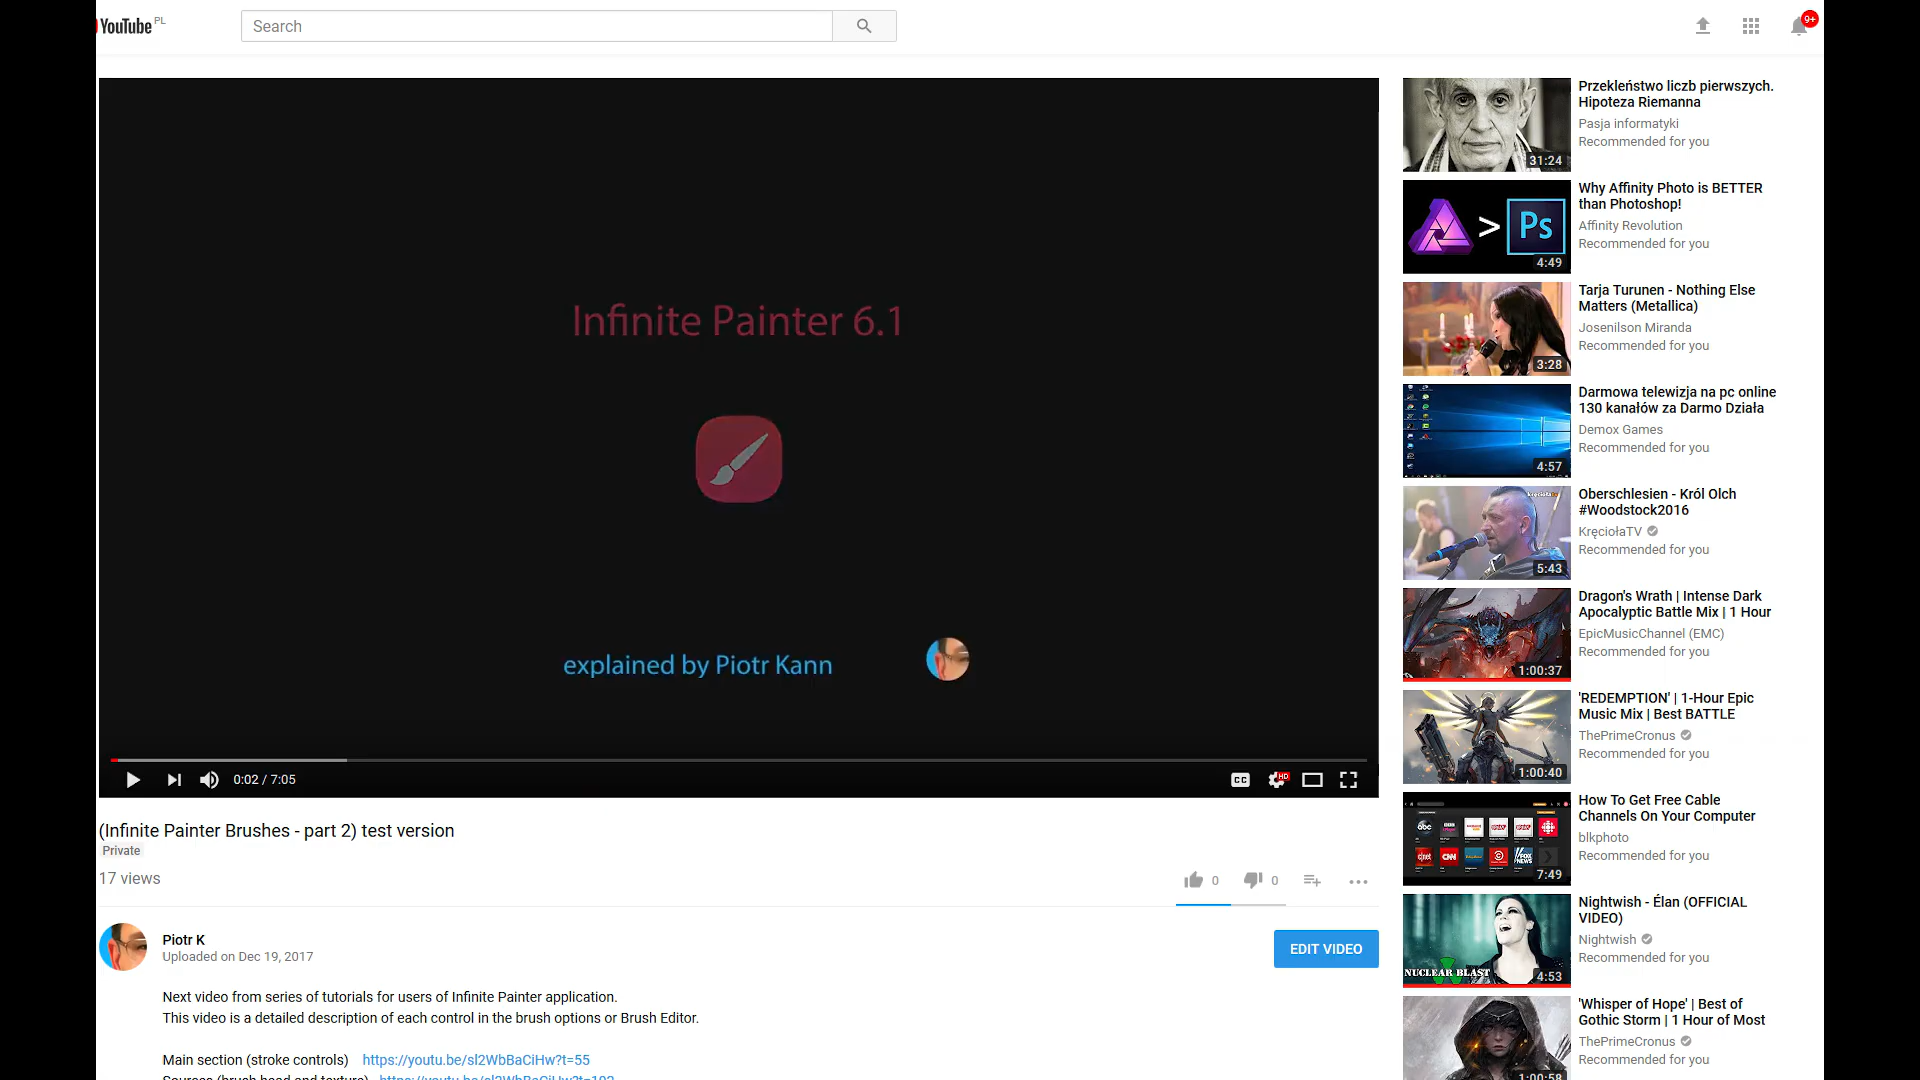 YouTube PL
Search
9+
Infinite Painter 6.1
explained by Piotr Kann
0:02 / 7:05
CC
HD
(Infinite Painter Brushes - part 2) test version
Private
17 views
0
0
Piotr K
Uploaded on Dec 19, 2017
EDIT VIDEO
Next video from series of tutorials for users of Infinite Painter application.
This video is a detailed description of each control in the brush options or Brush Editor.
Main section (stroke controls) https://youtu.be/sl2WbBaCiHw?t=55
Przekleństwo liczb pierwszych.
Hipoteza Riemanna
Pasja informatyki
Recommended for you
31:24
Why Affinity Photo is BETTER
than Photoshop!
Affinity Revolution
Recommended for you
> Ps
4:49
Tarja Turunen - Nothing Else
Matters (Metallica)
Josenilson Miranda
Recommended for you
3:28
Darmowa telewizja na pc online
130 kanałów za Darmo Działa
Demox Games
Recommended for you
4:57
Oberschlesien - Król Olch
#Woodstock2016
KręciołaTV
Recommended for you
5:43
Dragon's Wrath | Intense Dark
Apocalyptic Battle Mix | 1 Hour
EpicMusicChannel (EMC)
Recommended for you
1:00:37
'REDEMPTION' | 1-Hour Epic
Music Mix | Best BATTLE
ThePrimeCronus
Recommended for you
1:00:40
How To Get Free Cable
Channels On Your Computer
blkphoto
Recommended for you
abc
CNN
7:49
Nightwish - Élan (OFFICIAL
VIDEO)
Nightwish
Recommended for you
NUCLEAR BLAST
4:53
'Whisper of Hope' | Best of
Gothic Storm | 1 Hour of Most
ThePrimeCronus
Recommended for you
1:00:58